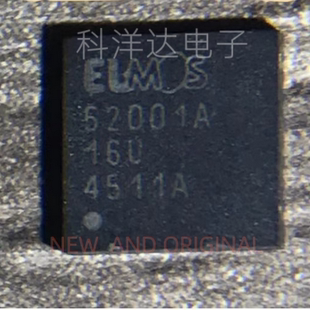 科洋达电子
ELMOS
52001A
16U
4511A
NEW AND ORIGINAL